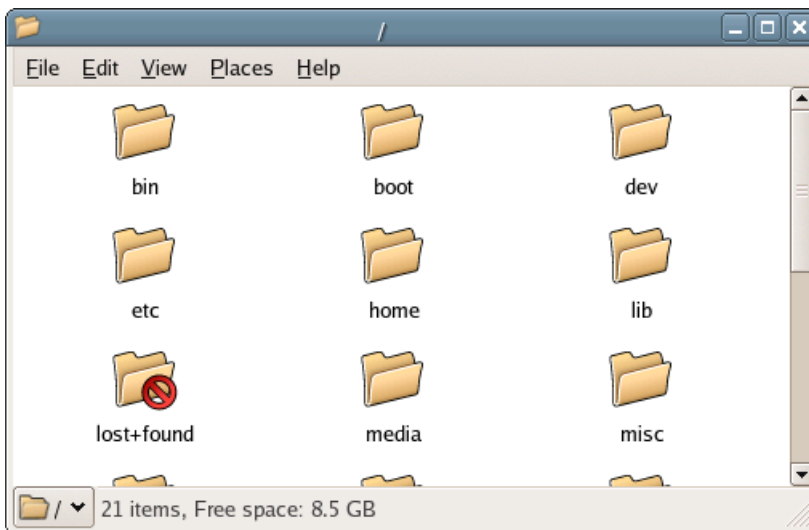 /
File Edit View Places Help
bin boot dev
etc home lib
lost+found media misc
/ 21 items, Free space: 8.5 GB